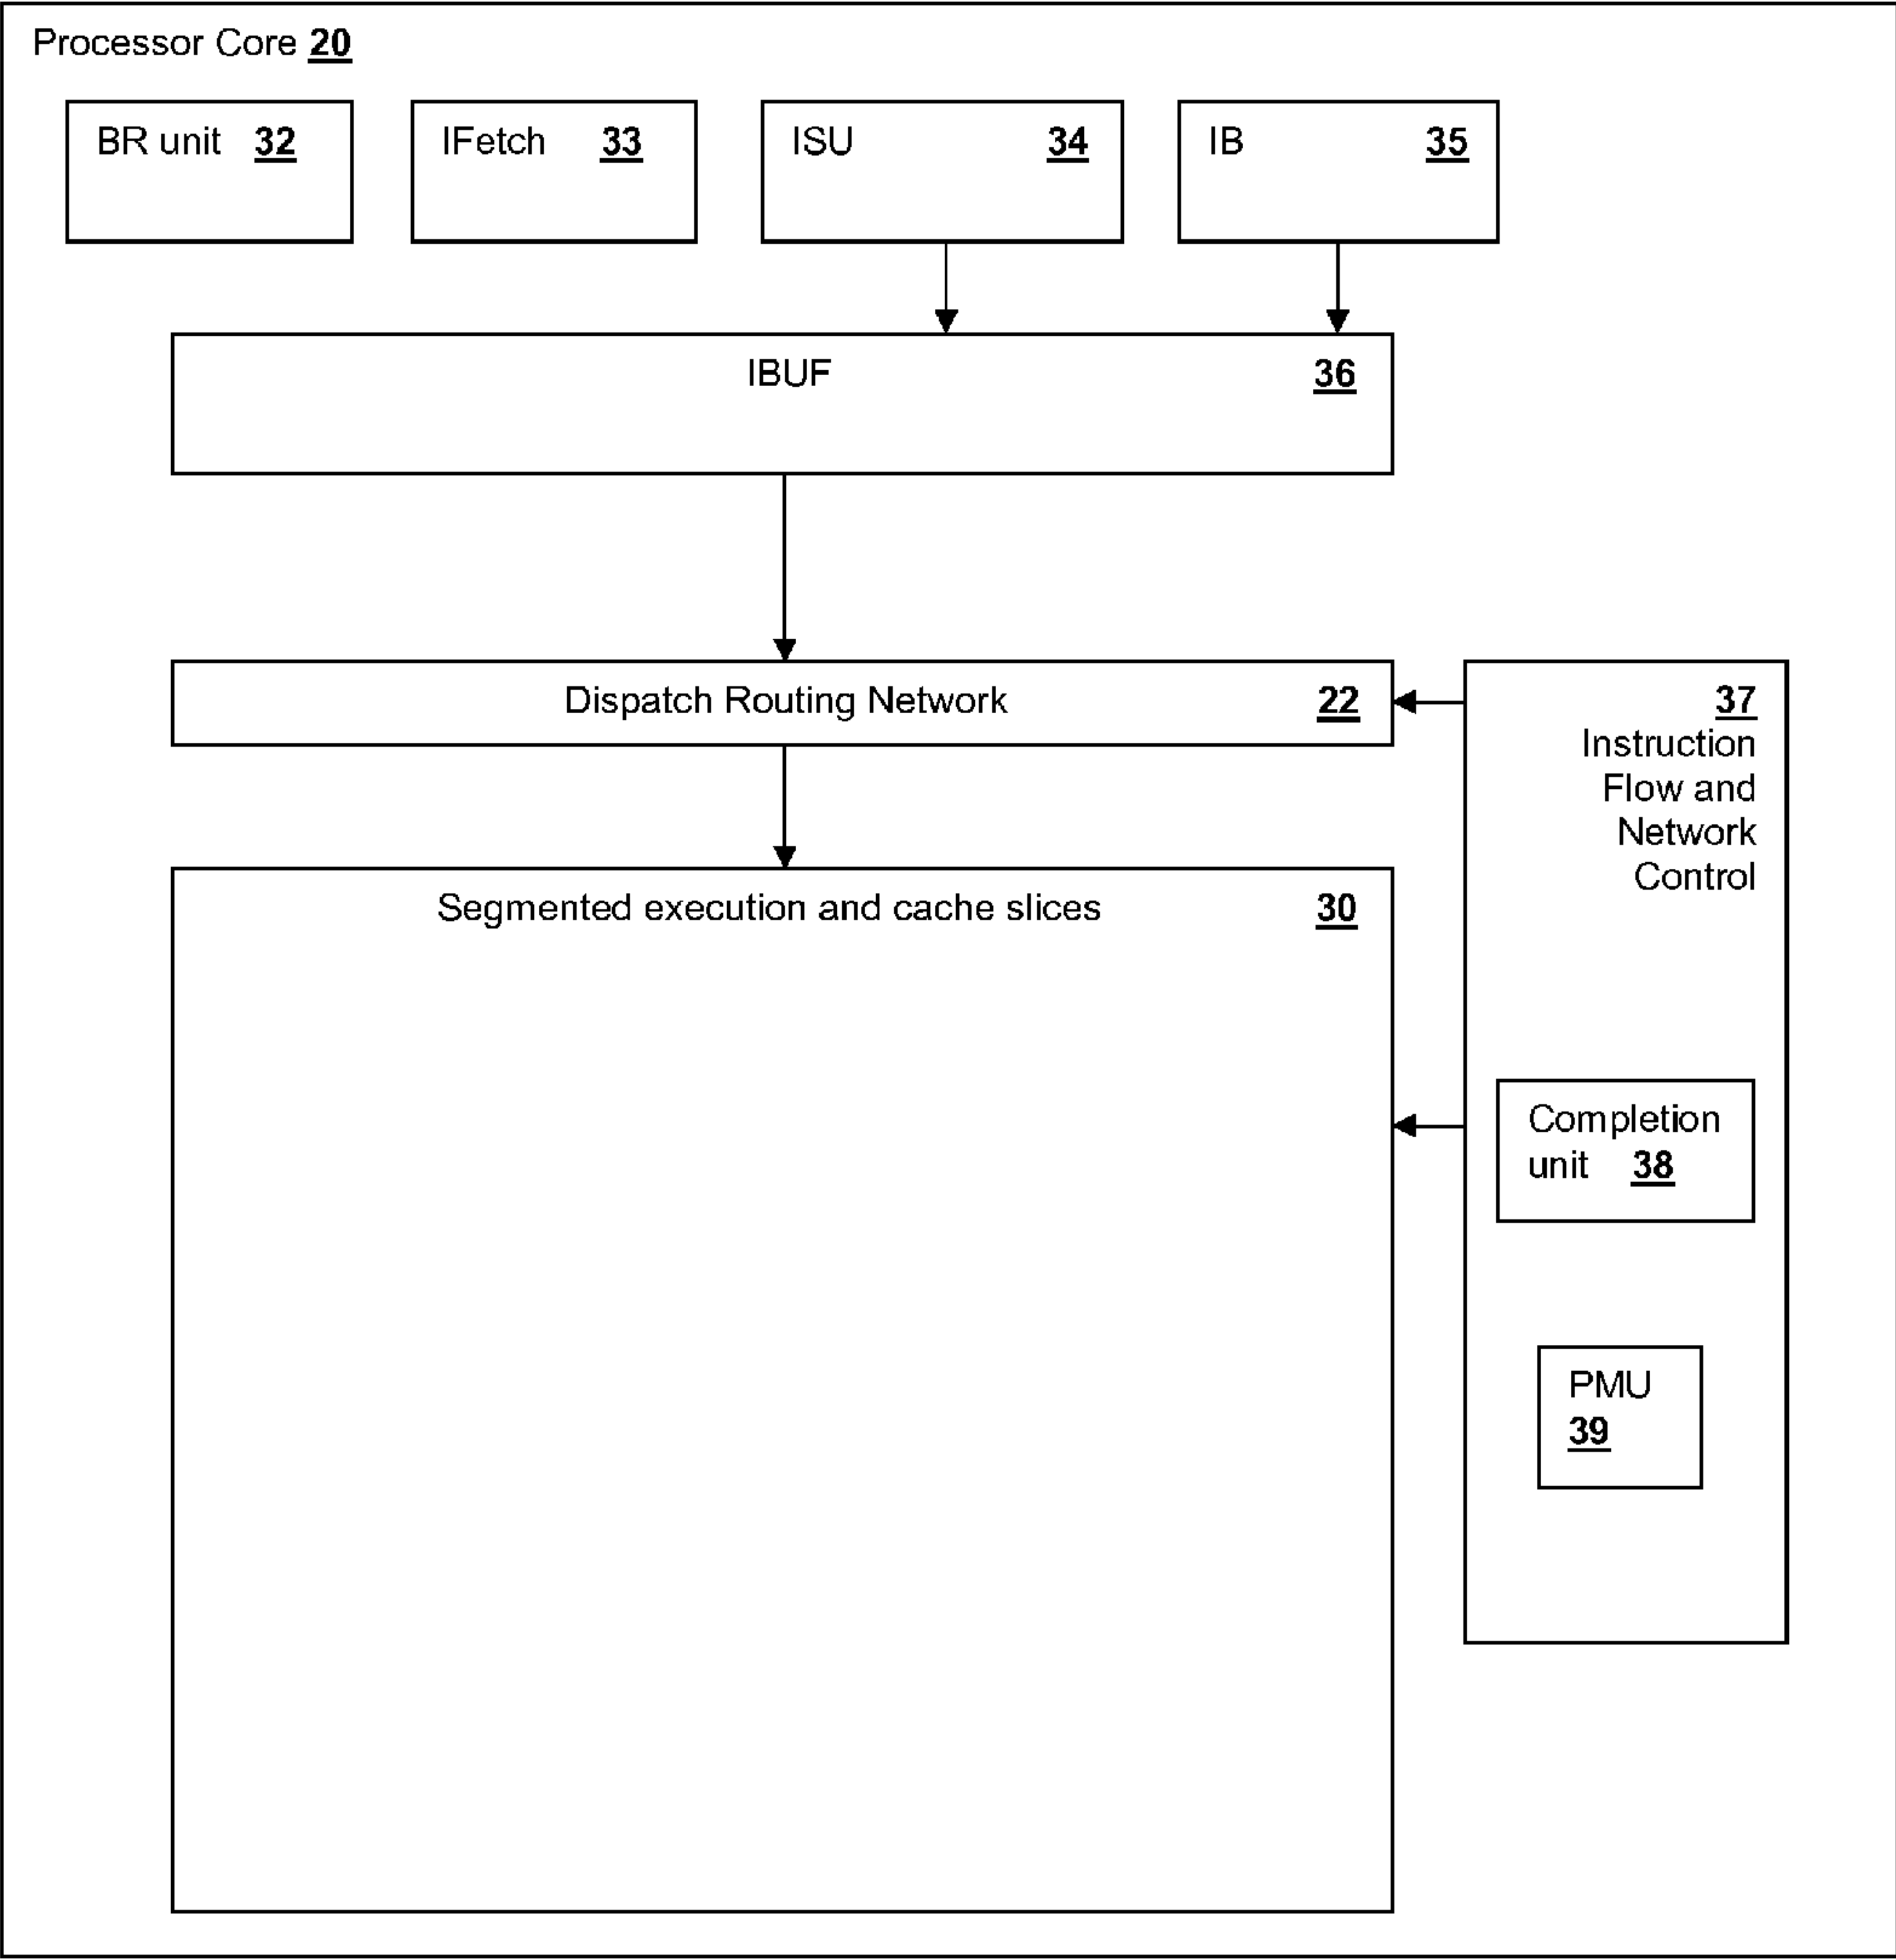 Processor Core 20
BR unit 32
IFetch 33
ISU 34
IB 35
IBUF 36
Dispatch Routing Network 22
37
Instruction
Flow and
Network
Control
Segmented execution and cache slices 30
Completion
unit 38
PMU
39